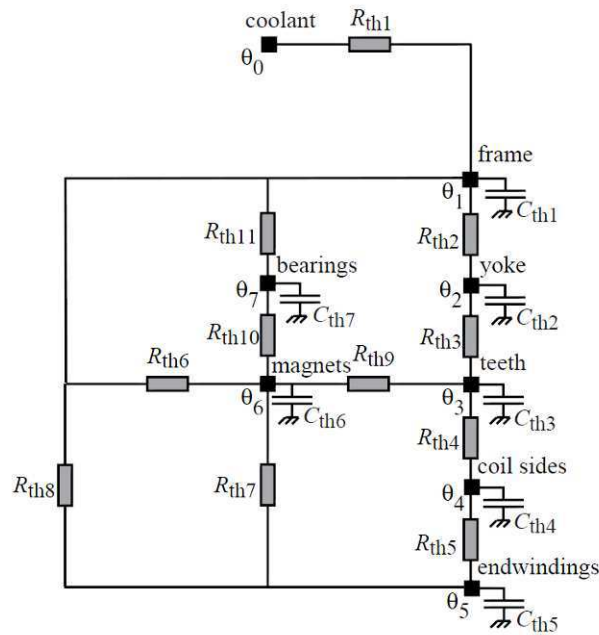 coolant Rth1
θ0
frame
θ1 Cth1
Rth11 Rth2
bearings yoke
θ7 θ2
Cth7 Cth2
Rth10 Rth3
Rth6 magnets Rth9 teeth
θ6 Cth6 θ3 Cth3
Rth4
coil sides
Rth8 Rth7 θ4
Cth4
Rth5
endwindings
θ5 Cth5